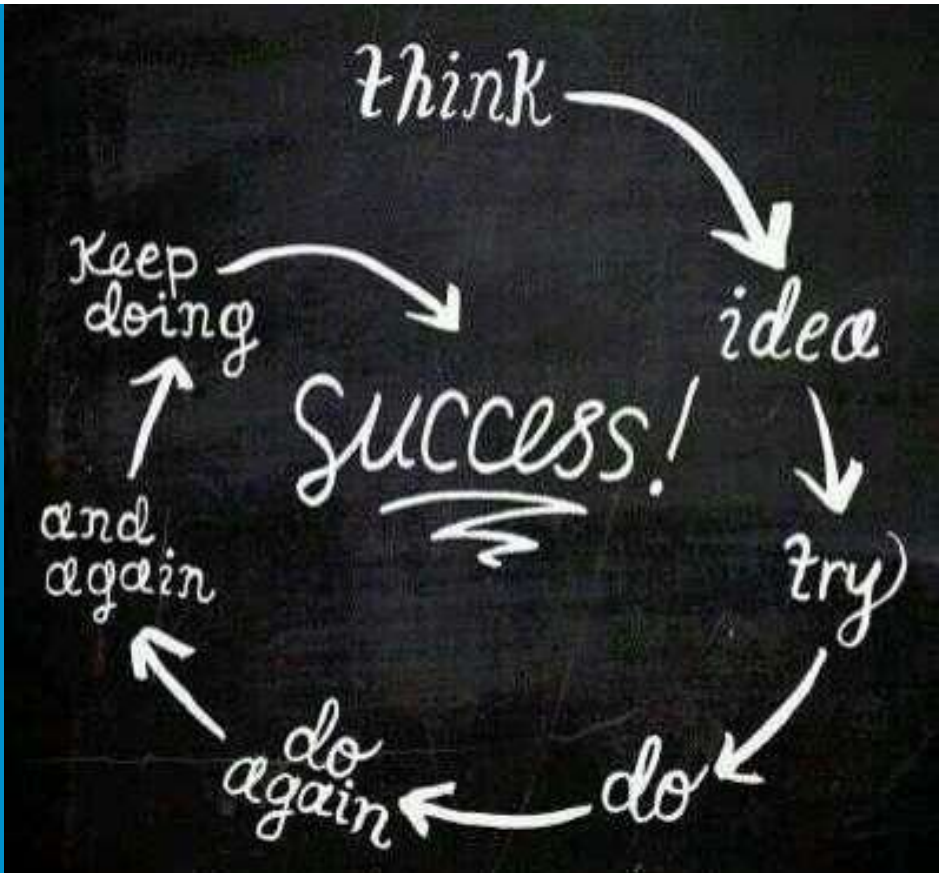 think
idea
try
do
do
again
and
again
keep
doing
success!